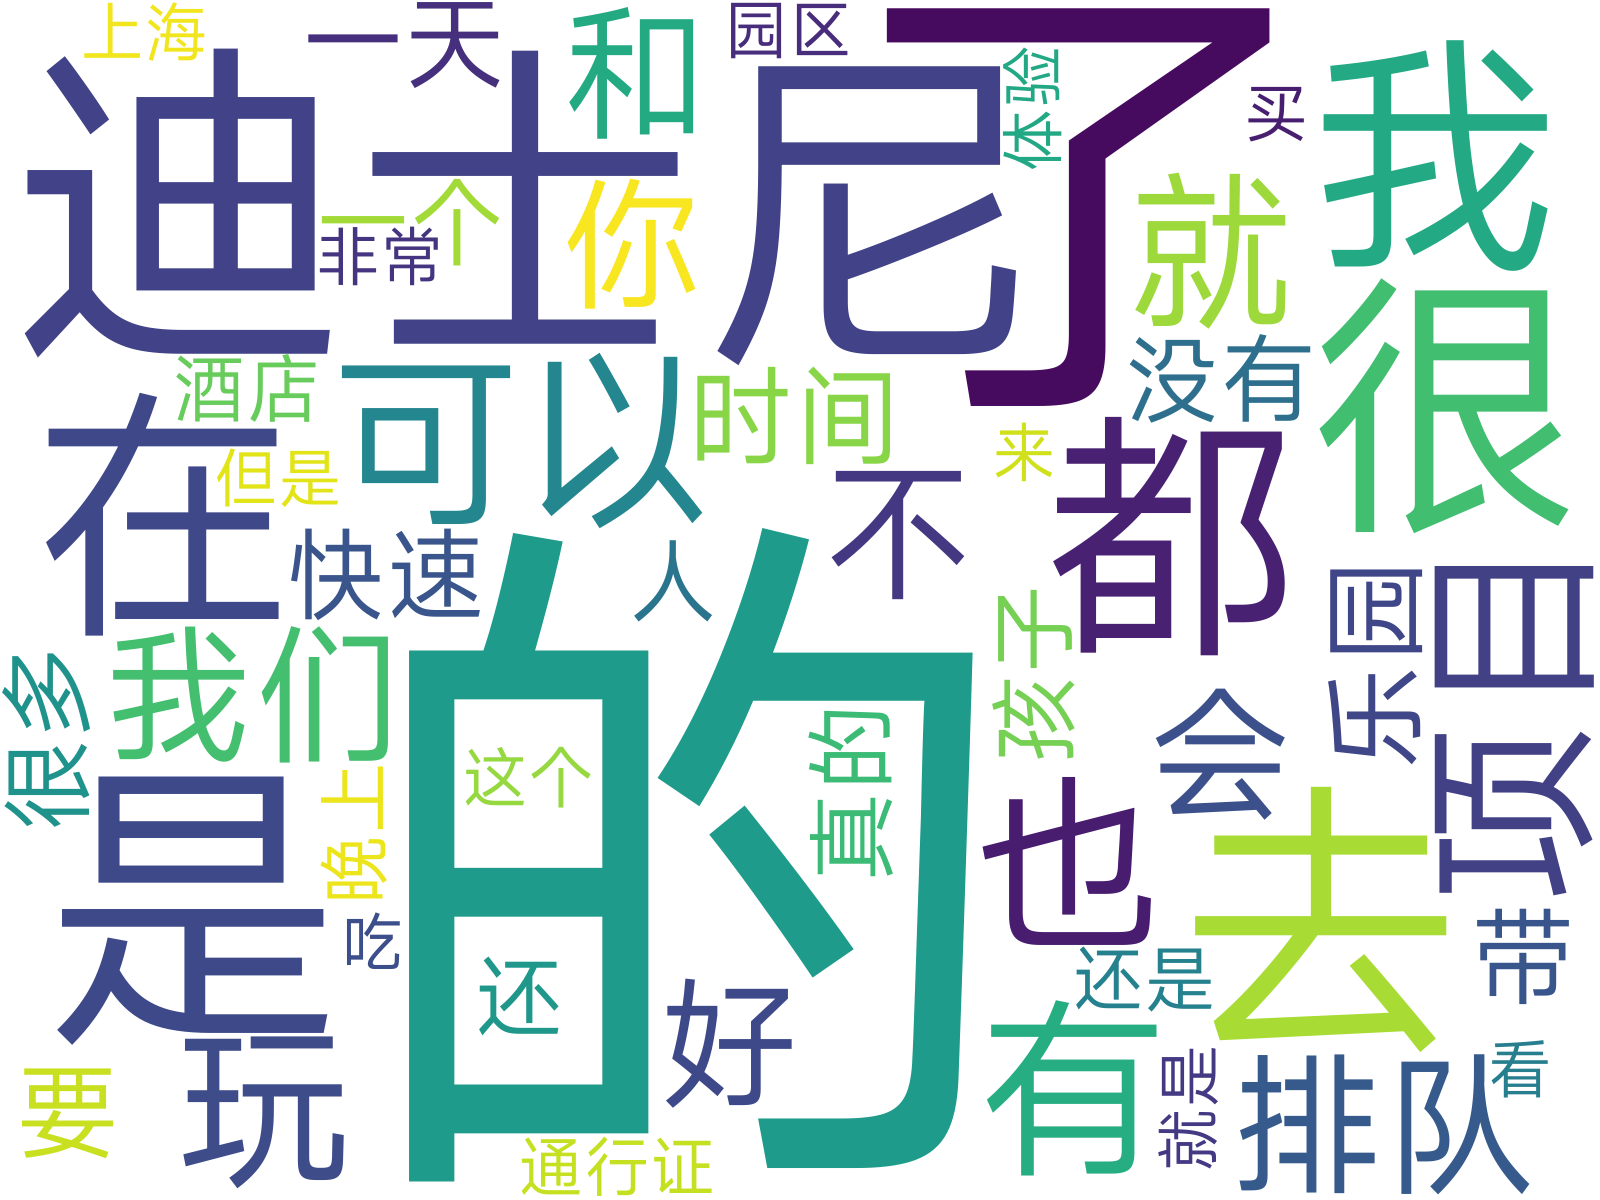 上海
一天
和
园区
了
迪士尼
体验
买
我
一个
非常
你
就
很
酒店
可以
时间
没有
在
但是
来
都
不
快速
人
的
我们
很多
孩子
乐园
项目
会
是
这个
真的
晚上
也
去
吃
还
好
还是
带
有
要
玩
就是
排队
看
通行证